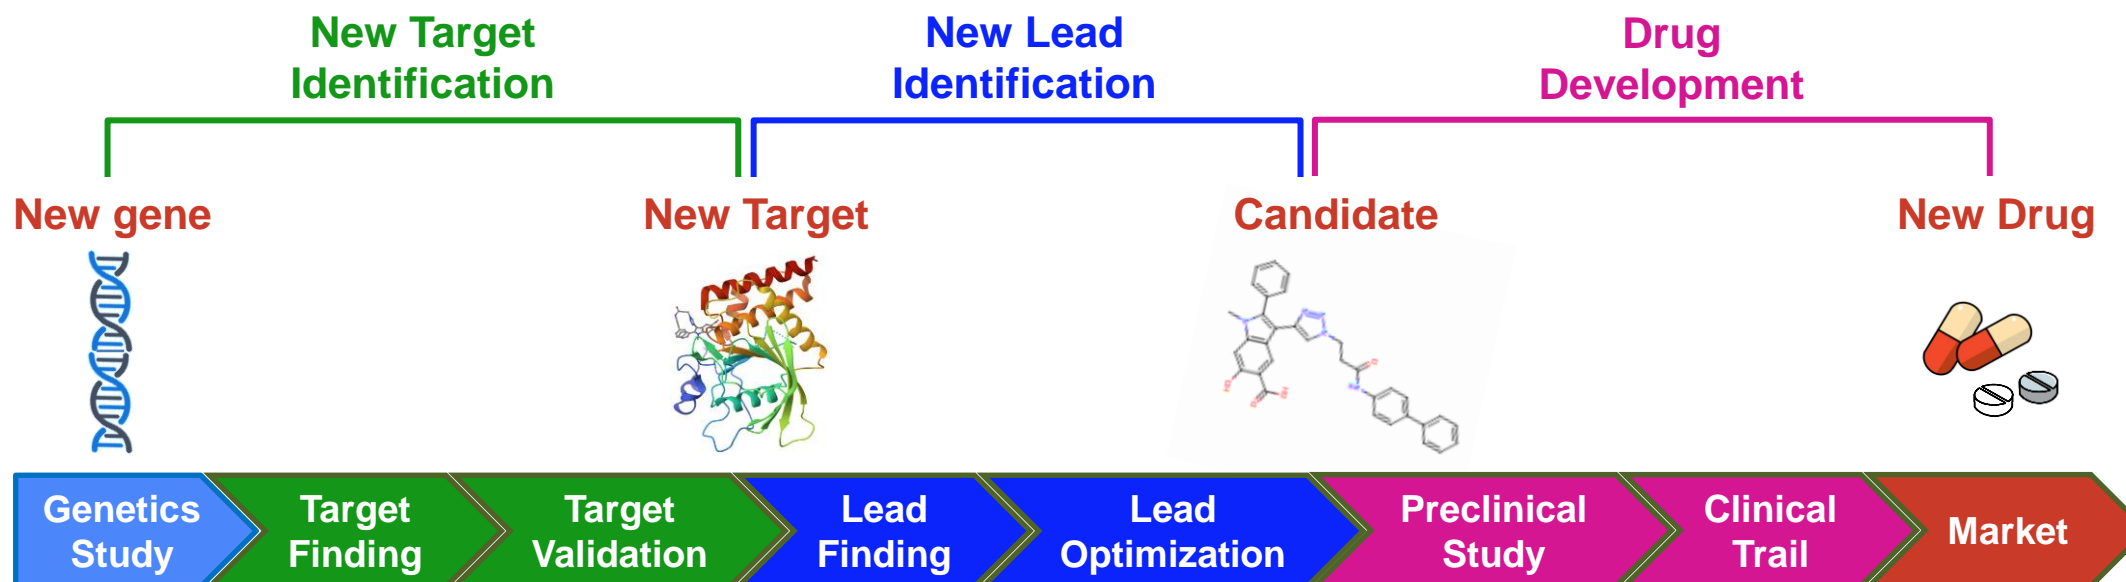 New Target
Identification
New Lead
Identification
Drug
Development
New gene
New Target
Candidate
New Drug
Genetics
Study
Target
Finding
Target
Validation
Lead
Finding
Lead
Optimization
Preclinical
Study
Clinical
Trail
Market